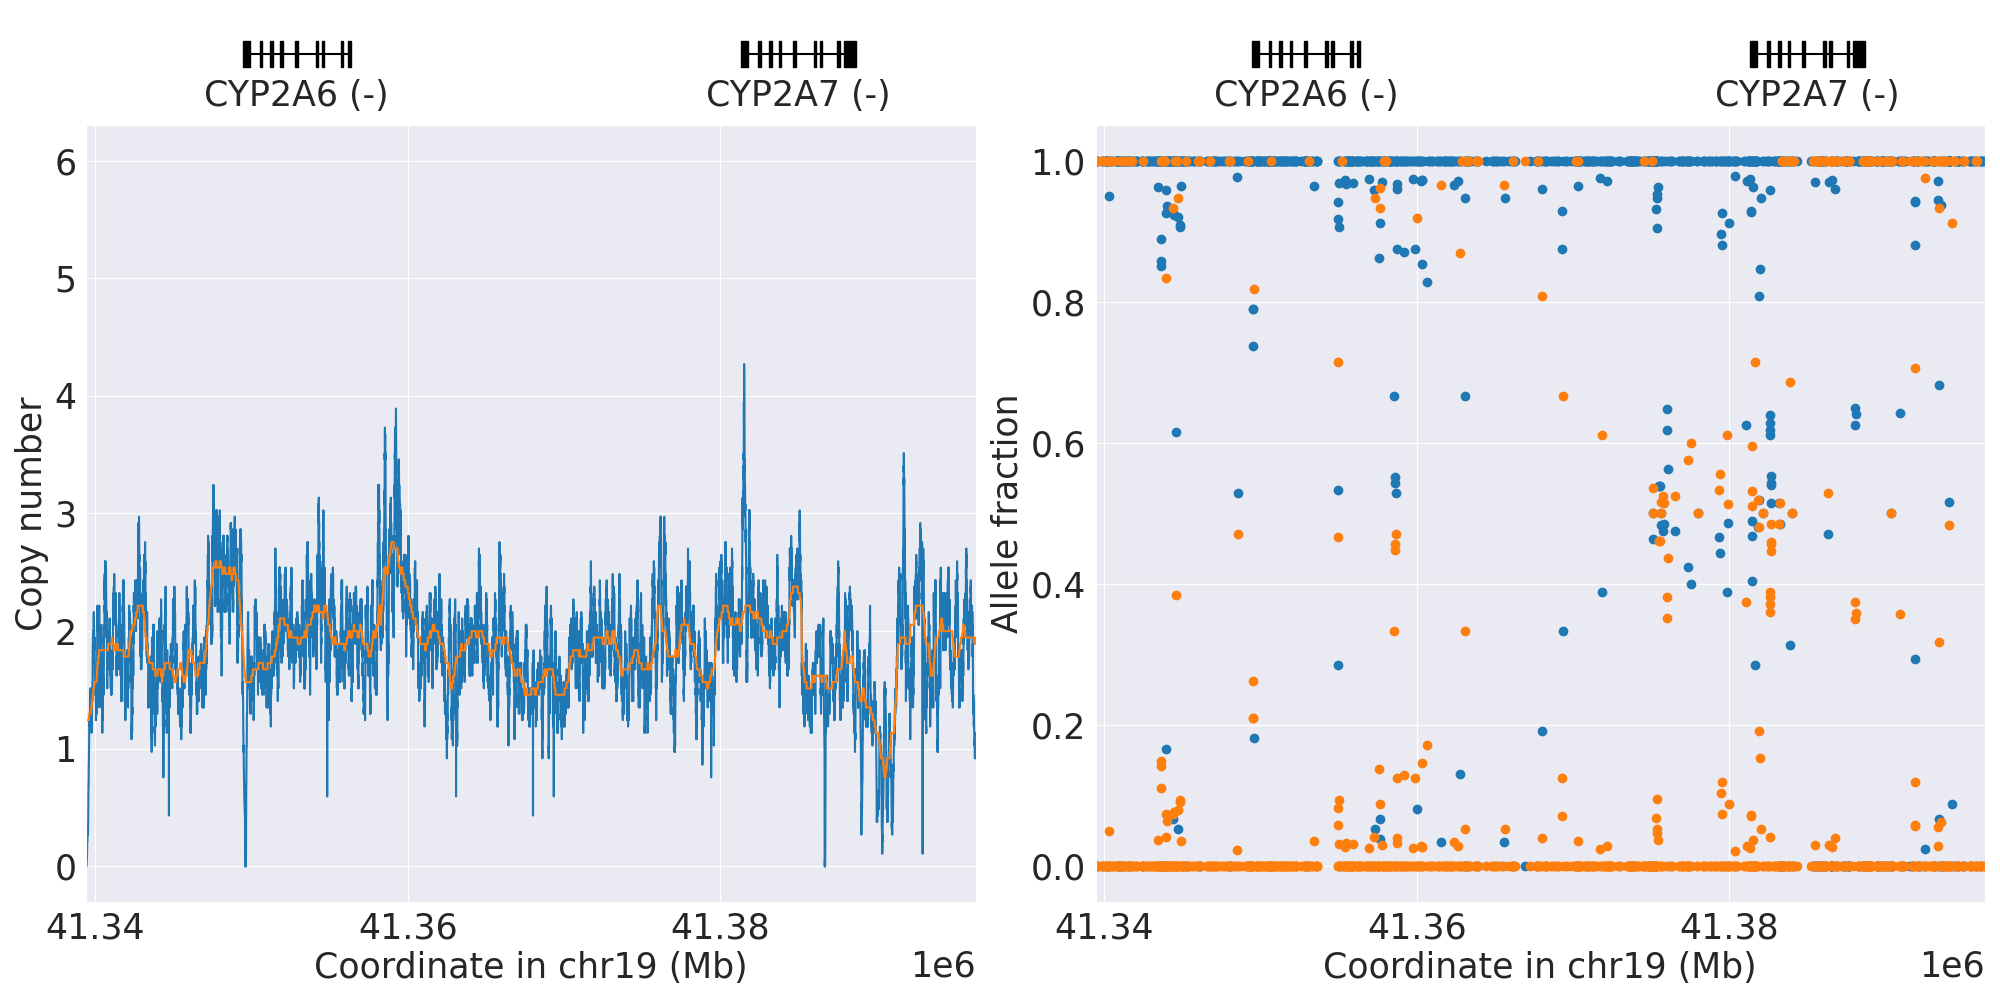 CYP2A6 (-)
CYP2A7 (-)
CYP2A6 (-)
CYP2A7 (-)
Copy number
6
5
4
3
2
1
0
41.34
41.36
41.38
Coordinate in chr19 (Mb)
1e6
Allele fraction
1.0
0.8
0.6
0.4
0.2
0.0
41.34
41.36
41.38
Coordinate in chr19 (Mb)
1e6